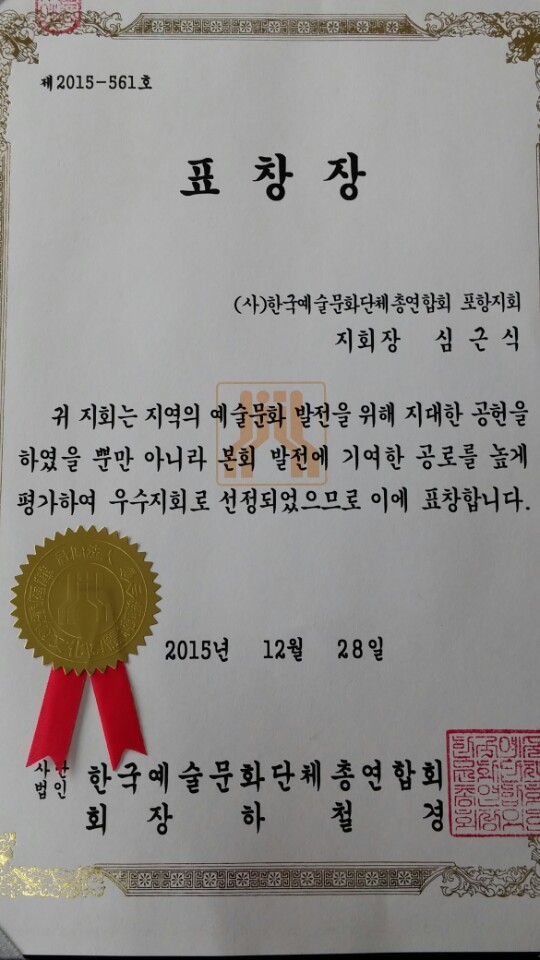 제2015-561호
표창장
(사)한국예술문화단체총연합회 포항지회
지회장 심근식
귀 지회는 지역의 예술문화 발전을 위해 지대한 공헌을
하였을 뿐만 아니라 본회 발전에 기여한 공로를 높게
평가하여 우수지회로 선정되었으므로 이에 표창합니다.
2015년 12월 28일
사단법인 한국예술문화단체총연합회
회장 하철경